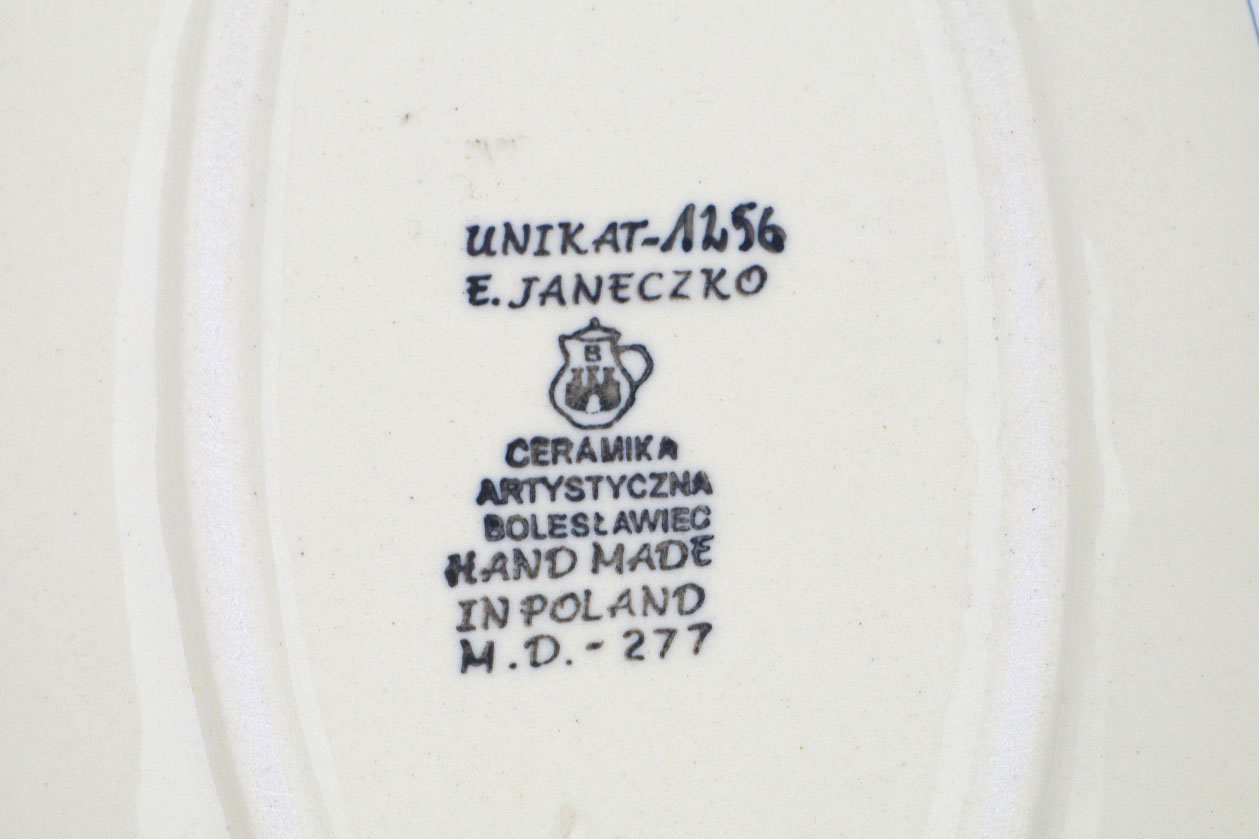 UNIKAT-1256
E. JANECZKO
B
CERAMIKA
ARTYSTYCZNA
BOLESŁAWIEC
HAND MADE
IN POLAND
M.D.-277